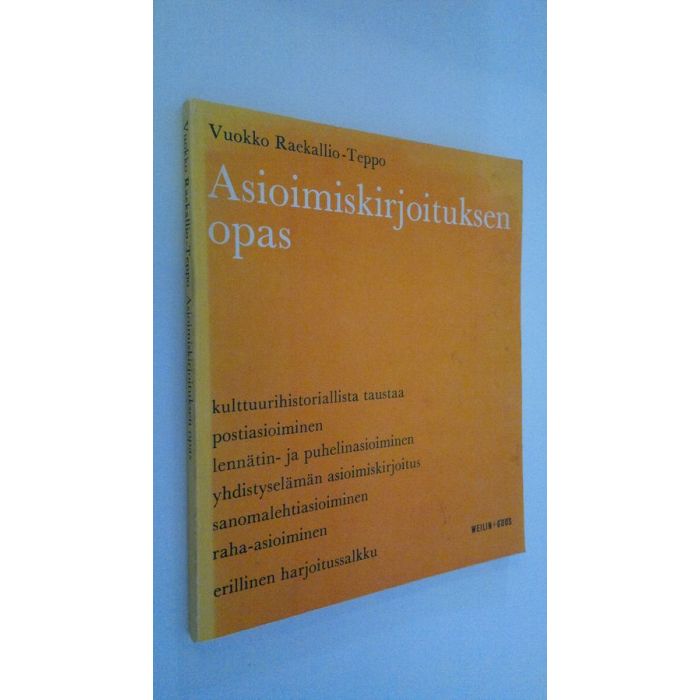 Vuokko Raekallio-Teppo
Asioimiskirjoituksen
opas
kulttuurihistoriallista taustaa
postiasioiminen
lennätin- ja puhelinasioiminen
yhdistyselämän asioimiskirjoitus
sanomalehtiasioiminen
raha-asioiminen
erillinen harjoitussalkku
WEILIN+GÖÖS
Vuokko Raekallio-Teppo Asioimiskirjoituksen opas